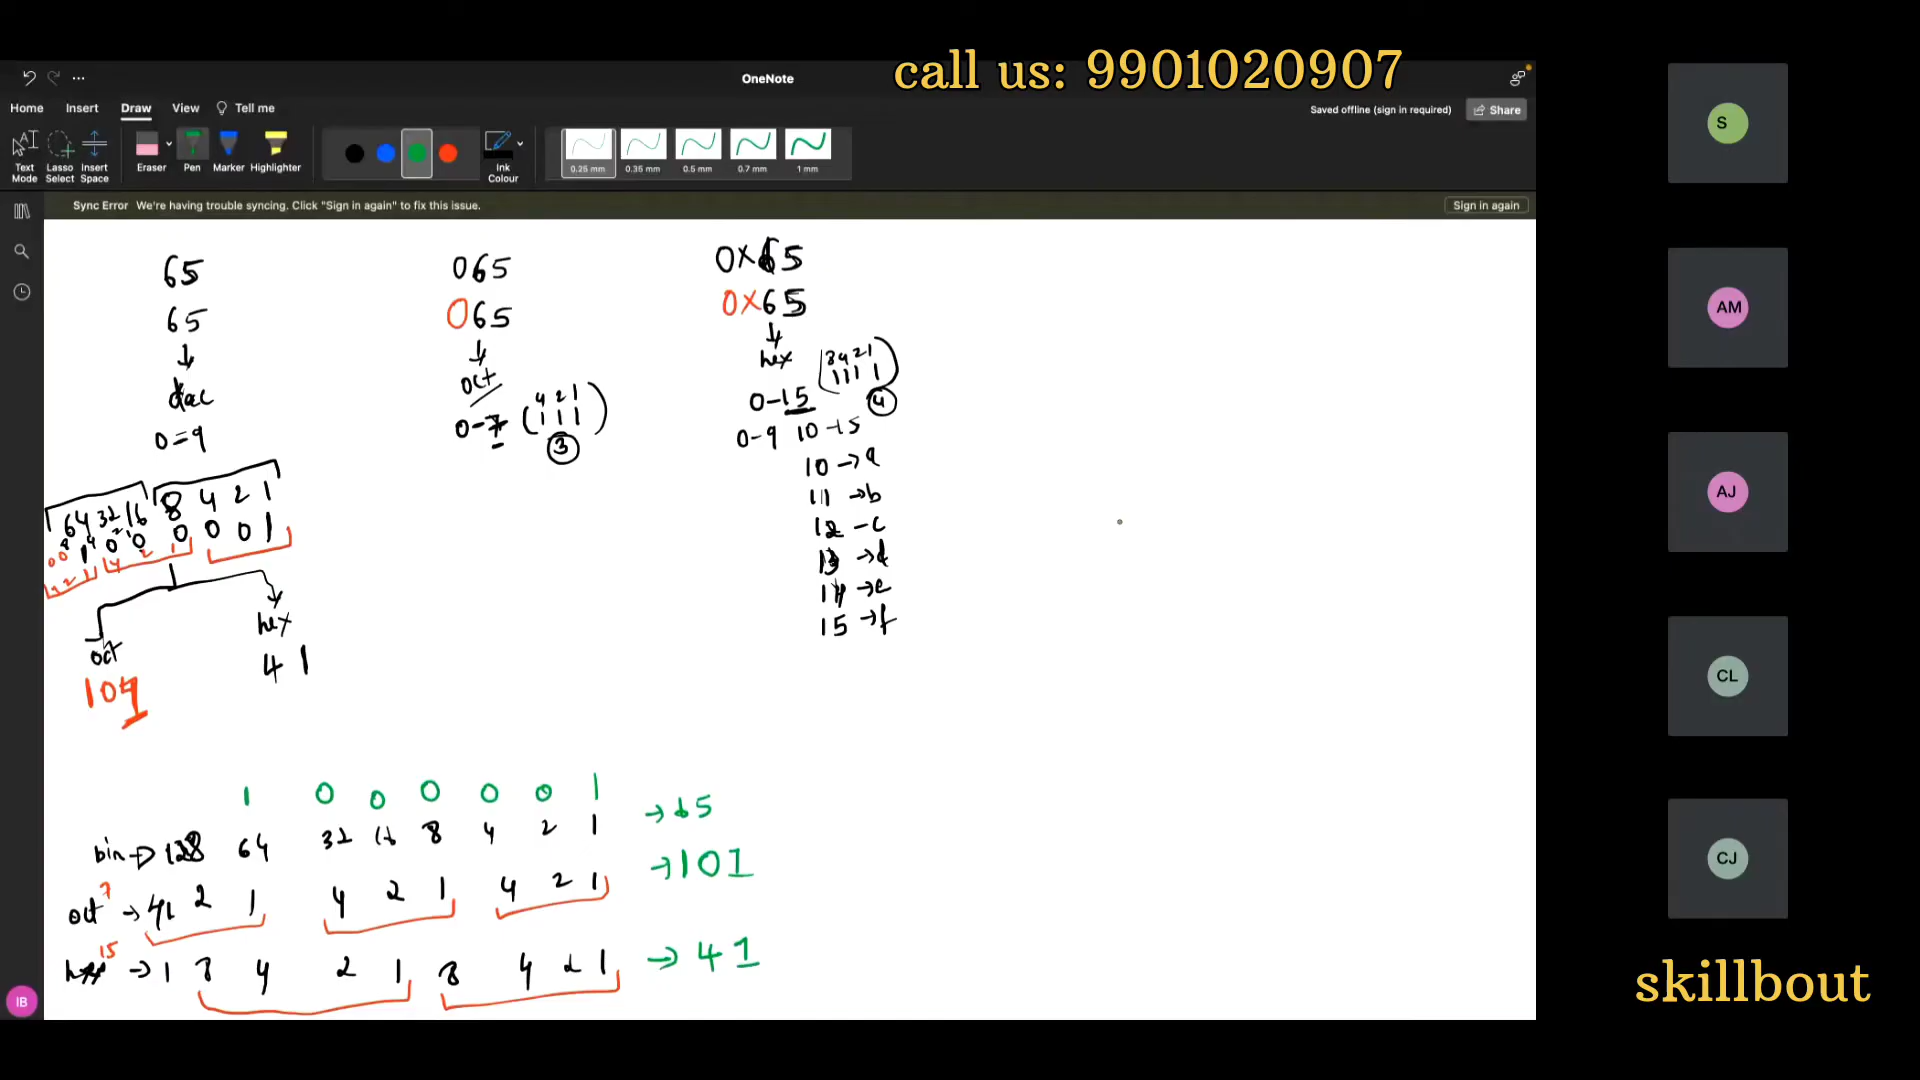 call us: 9901020907
OneNote
Home Insert Draw View Tell me
Saved offline (sign in required) Share
Text Mode
Lasso Select
Insert Space
Eraser
Pen
Marker
Highlighter
Ink Colour
0.25 mm
0.35 mm
0.5 mm
0.7 mm
1 mm
Sync Error We're having trouble syncing. Click "Sign in again" to fix this issue.
Sign in again
65
65
dec
0=9
64 32 16 8 4 2 1
1 0 0 0 0 0 1
oct
101
hex
4 1
065
065
oct
0-7
4 2 1
1 1 1
3
0x65
0x65
hex
8 4 2 1
1 1 1 1
4
0-15
0-9 10-15
10 → a
11 → b
12 - c
13 → d
14 → e
15 → f
1 0 0 0 0 0 1 → 65
bin → 128 64 32 16 8 4 2 1
→ 101
7
oct → 4 2 1 4 2 1 4 2 1
15
→ 1 8 4 2 1 8 4 2 1 → 41
S
AM
AJ
CL
CJ
IB
skillbout